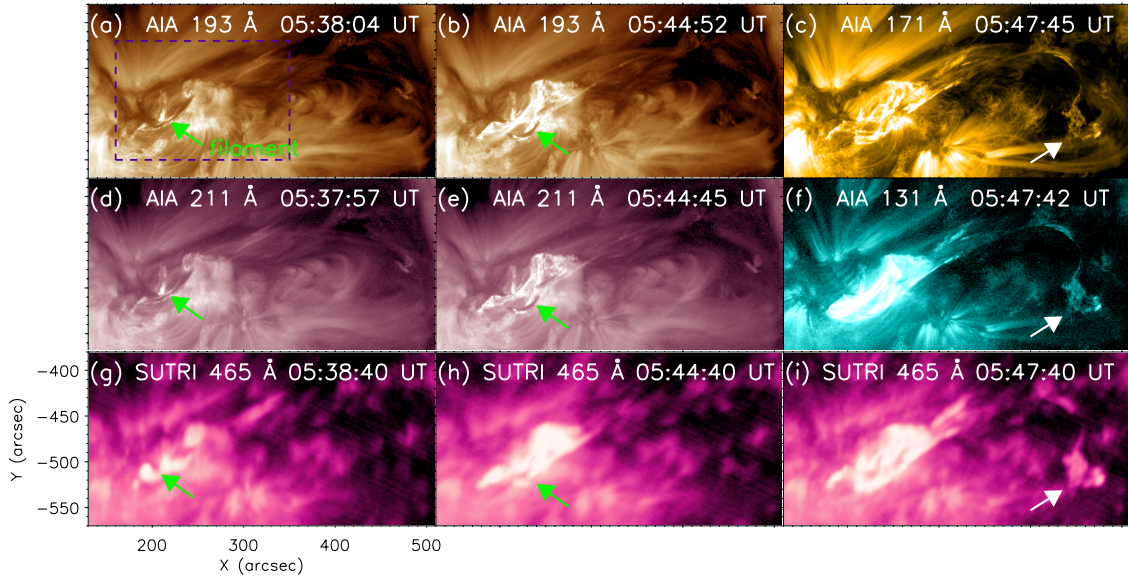 (a) AIA 193 Å 05:38:04 UT
filament
(b) AIA 193 Å 05:44:52 UT
(c) AIA 171 Å 05:47:45 UT
(d) AIA 211 Å 05:37:57 UT
(e) AIA 211 Å 05:44:45 UT
(f) AIA 131 Å 05:47:42 UT
(g) SUTRI 465 Å 05:38:40 UT
(h) SUTRI 465 Å 05:44:40 UT
(i) SUTRI 465 Å 05:47:40 UT
−400
−450
−500
−550
Y (arcsec)
200 300 400 500
X (arcsec)